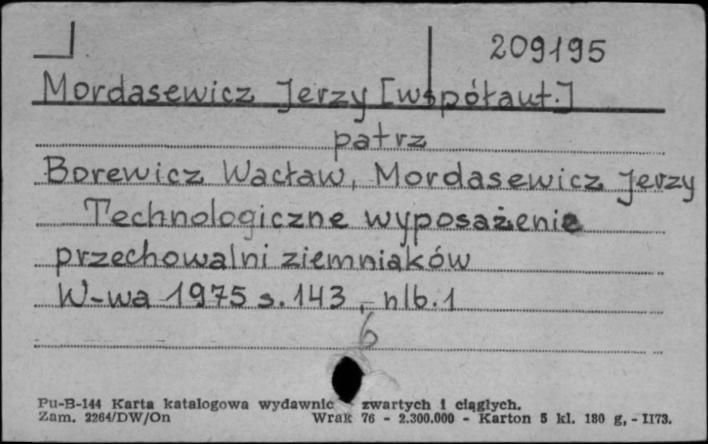 209195
Mordasewicz Jerzy [współaut.]
patrz
Borewicz Wacław, Mordasewicz Jerzy
Technologiczne wyposażenie
przechowalni ziemniaków
W-wa 1975 s. 143, nlb. 1
6
Pu-B-144 Karta katalogowa wydawnic zwartych i ciągłych.
Zam. 2264/DW/On Wrak 76 - 2.300.000 - Karton 5 kl. 180 g, - II73.